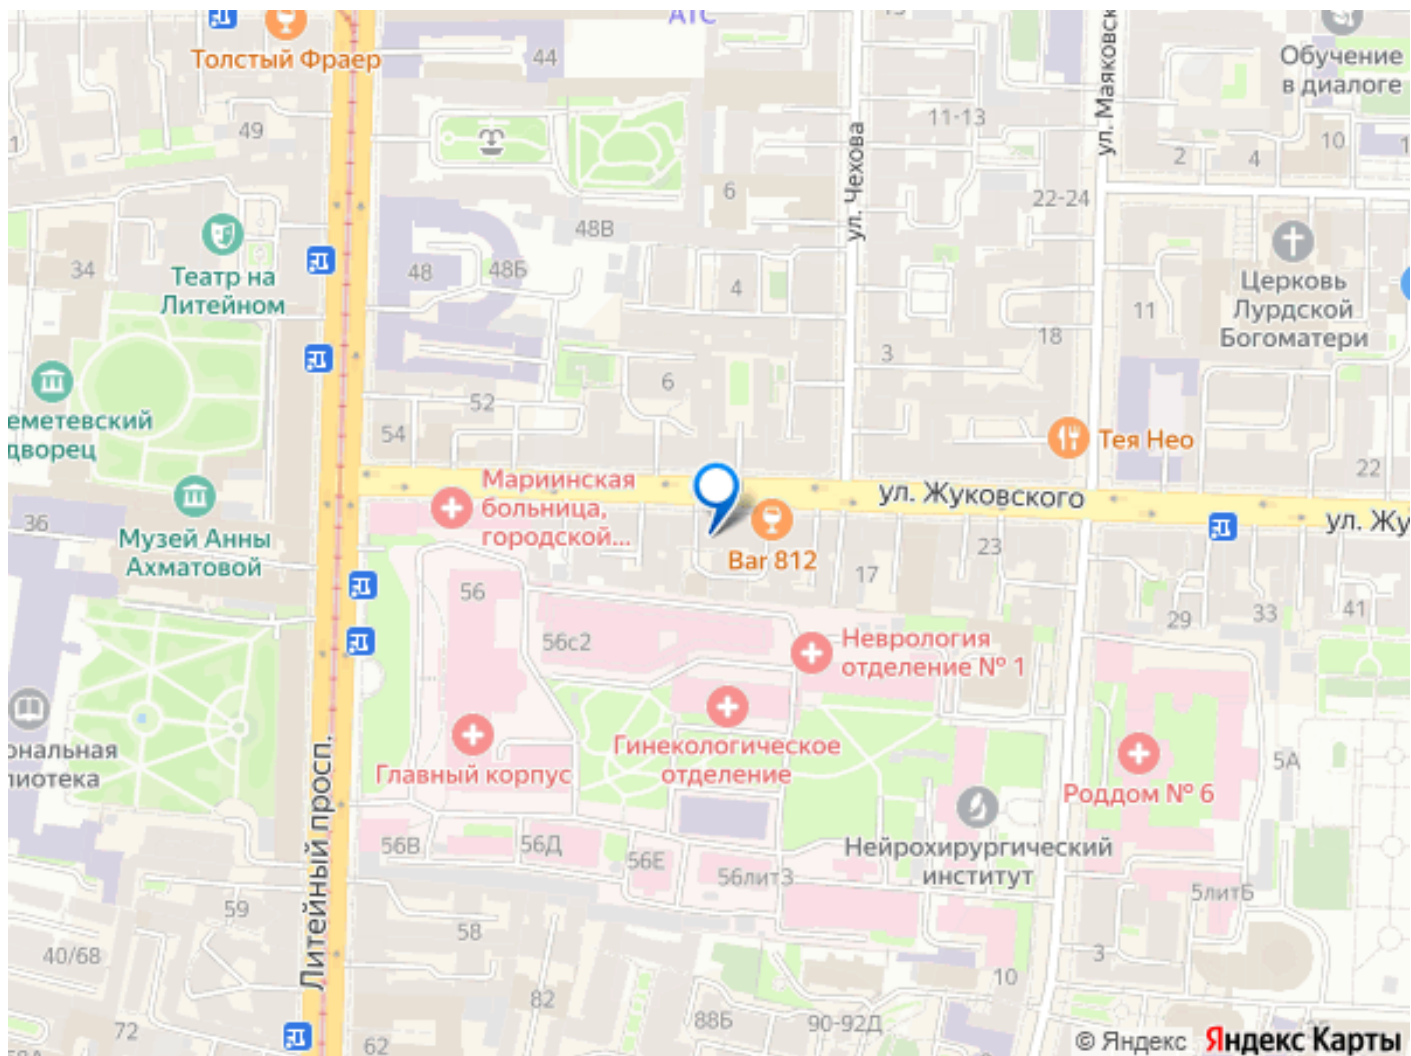 АТС
Толстый Фраер
44
Обучение
в диалоге
49
11-13
ул. Чехова
ул. Маяковск
10
2
4
6
22-24
48В
34
Театр на
Литейном
48
48Б
4
Церковь
Лурдской
Богоматери
11
18
3
6
еметевский
дворец
52
54
Тея Нео
22
Мариинская
больница,
городской...
ул. Жуковского
ул. Жу
36
Музей Анны
Ахматовой
Bar 812
23
17
56
29
33
41
56с2
Неврология
отделение № 1
ональная
лиотека
Гинекологическое
отделение
Главный корпус
5А
Роддом № 6
Литейный просп.
56В
56Д
56Е
56литЗ
Нейрохирургический
институт
5литБ
59
58
40/68
3
10
82
72
88Б
90-92Д
62
© Яндекс Яндекс Карты